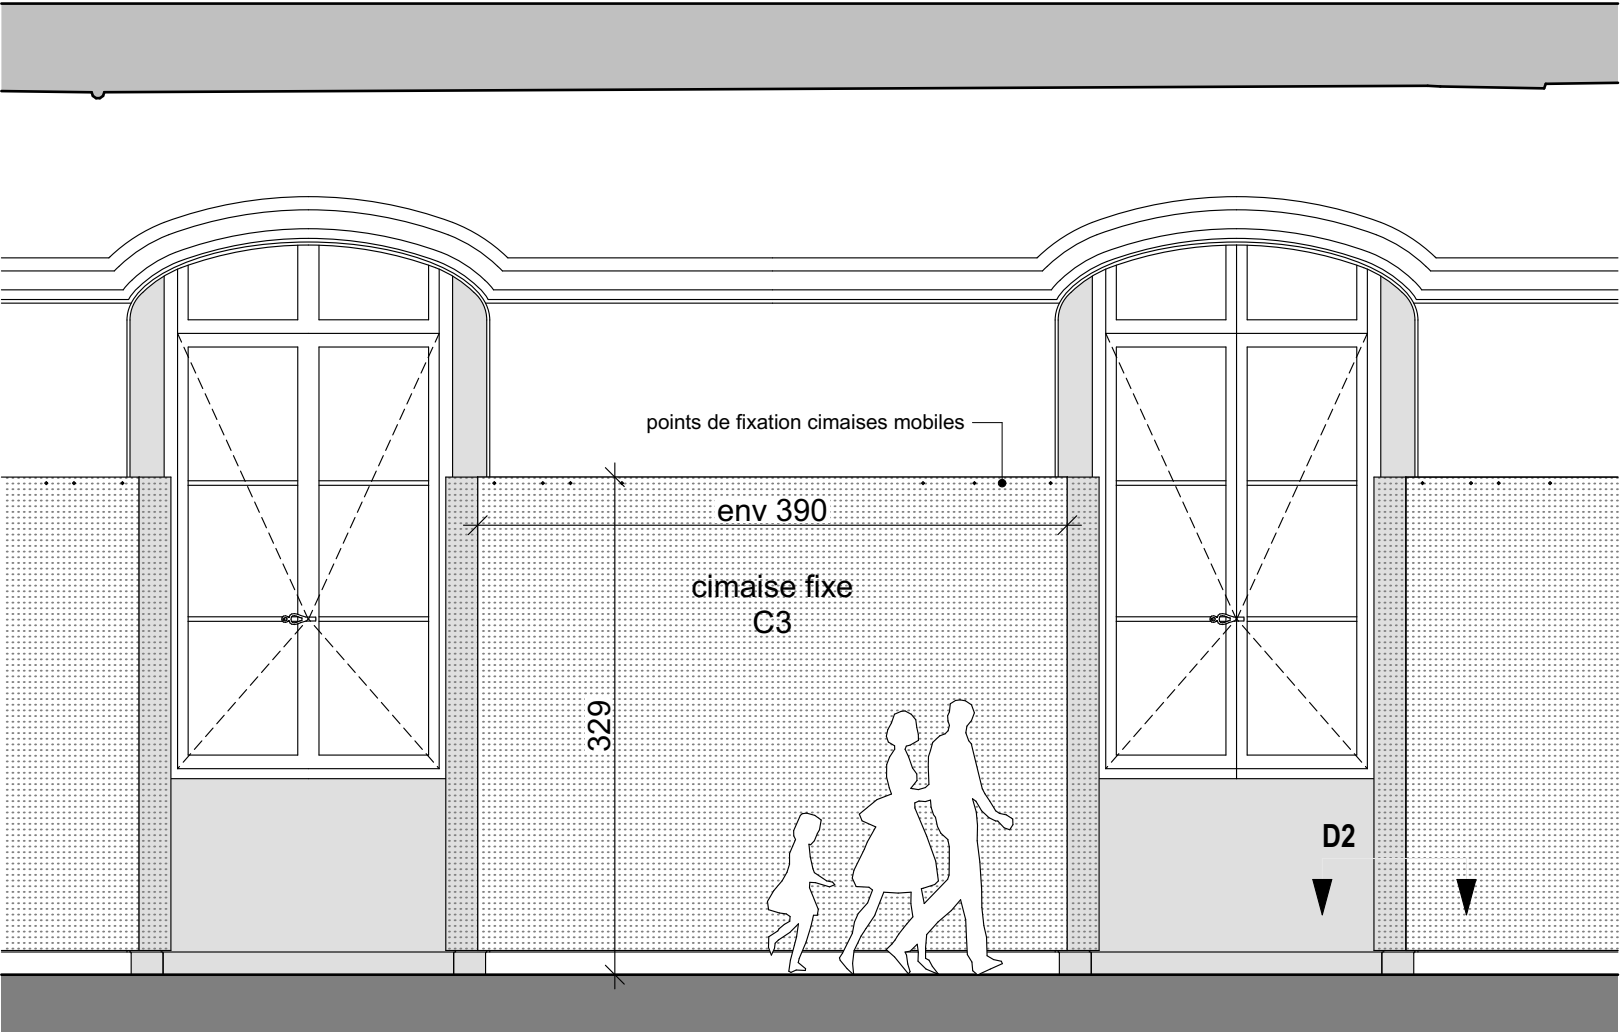 points de fixation cimaises mobiles
env 390
cimaise fixe
C3
329
D2